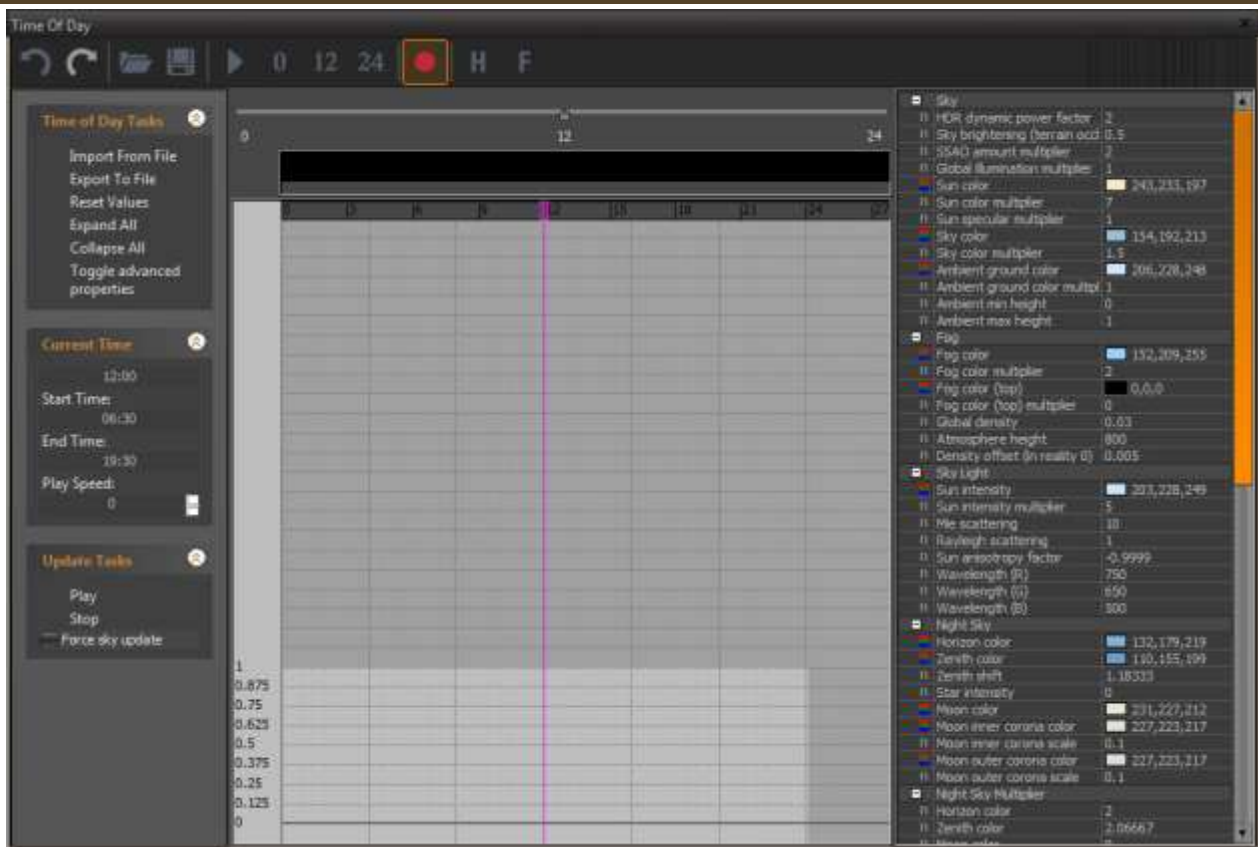 Time Of Day
0 12 24 H F
Time of Day Tasks
Import From File
Export To File
Reset Values
Expand All
Collapse All
Toggle advanced
properties
Current Time
12:00
Start Time:
06:30
End Time:
19:30
Play Speed:
0
Update Tasks
Play
Stop
Force sky update
0 12 24
0 3 6 9 12 15 18 21 24 27
1
0.875
0.75
0.625
0.5
0.375
0.25
0.125
0
Sky
HDR dynamic power factor 2
Sky brightening (terrain occl 0.5
SSAO amount multiplier 2
Global illumination multiplier 1
Sun color 243,233,197
Sun color multiplier 7
Sun specular multiplier 1
Sky color 154,192,213
Sky color multiplier 1.5
Ambient ground color 206,228,248
Ambient ground color multipl 1
Ambient min height 0
Ambient max height 1
Fog
Fog color 152,209,255
Fog color multiplier 2
Fog color (top) 0,0,0
Fog color (top) multiplier 0
Global density 0.03
Atmosphere height 800
Density offset (in reality 0) 0.005
Sky Light
Sun intensity 203,228,249
Sun intensity multiplier 5
Mie scattering 10
Rayleigh scattering 1
Sun anisotropy factor -0.9999
Wavelength (R) 750
Wavelength (G) 650
Wavelength (B) 300
Night Sky
Horizon color 132,179,219
Zenith color 110,155,199
Zenith shift 1.18333
Star intensity 0
Moon color 231,227,212
Moon inner corona color 227,223,217
Moon inner corona scale 0.1
Moon outer corona color 227,223,217
Moon outer corona scale 0.1
Night Sky Multiplier
Horizon color 2
Zenith color 2.06667